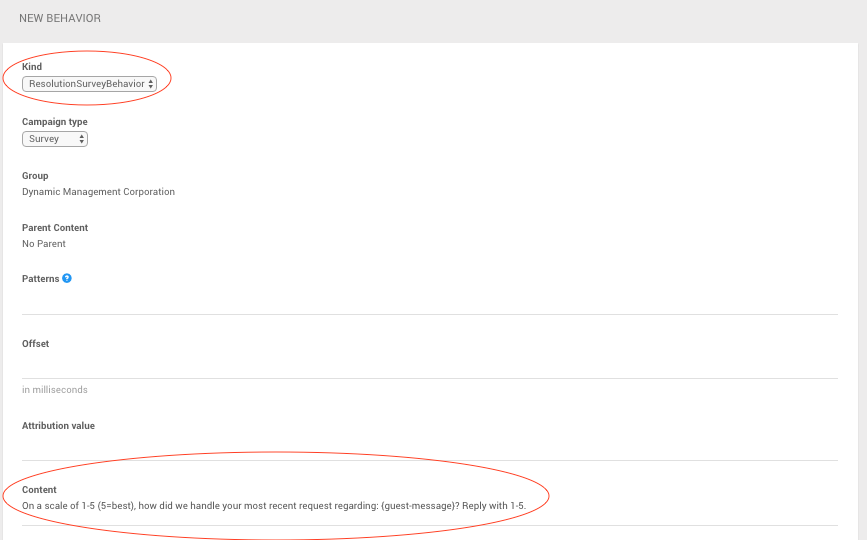 NEW BEHAVIOR
Kind
ResolutionSurveyBehavior
Campaign type
Survey
Group
Dynamic Management Corporation
Parent Content
No Parent
Patterns ?
Offset
in milliseconds
Attribution value
Content
On a scale of 1-5 (5=best), how did we handle your most recent request regarding: {guest-message}? Reply with 1-5.